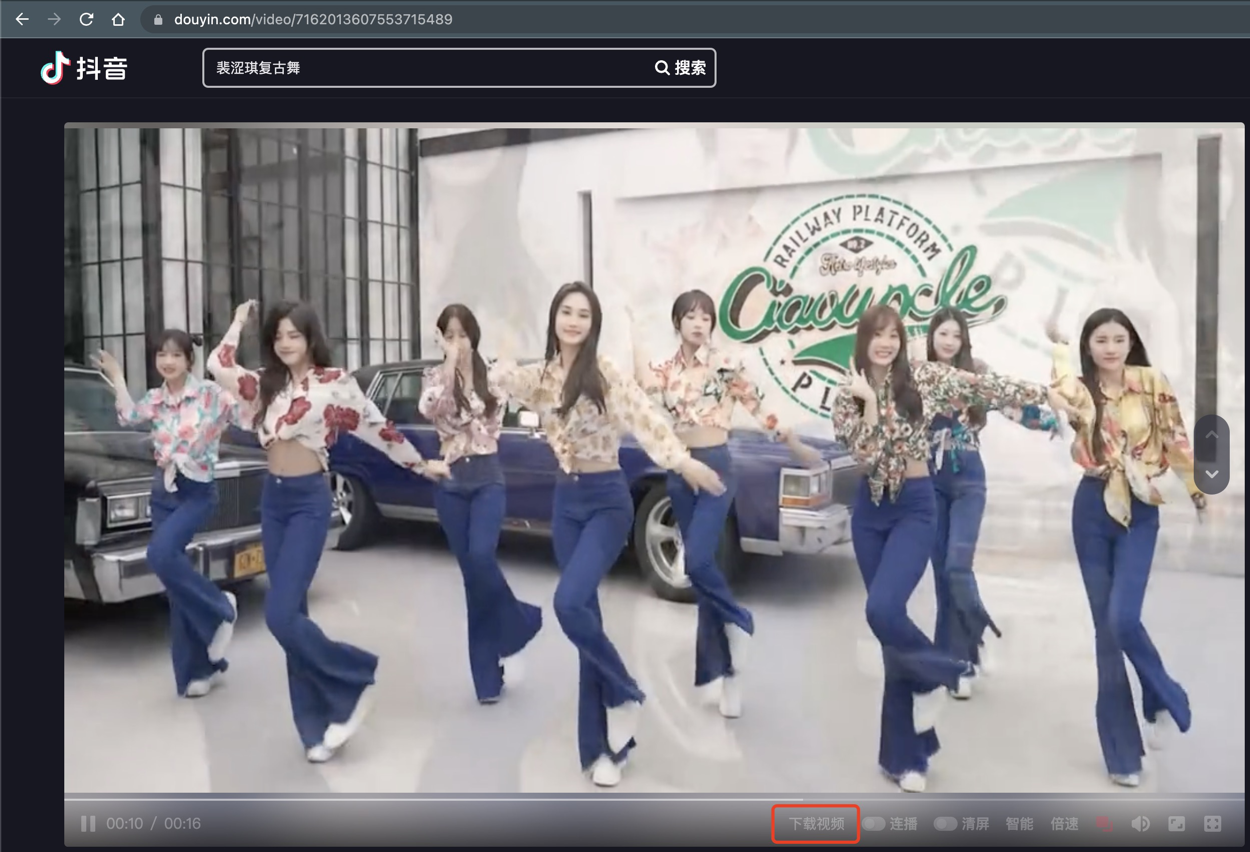 douyin.com/video/7162013607553715489
抖音
裴涩琪复古舞
搜索
RAILWAY PLATFORM
Ciaouncle
00:10 / 00:16
下载视频 连播 清屏 智能 倍速